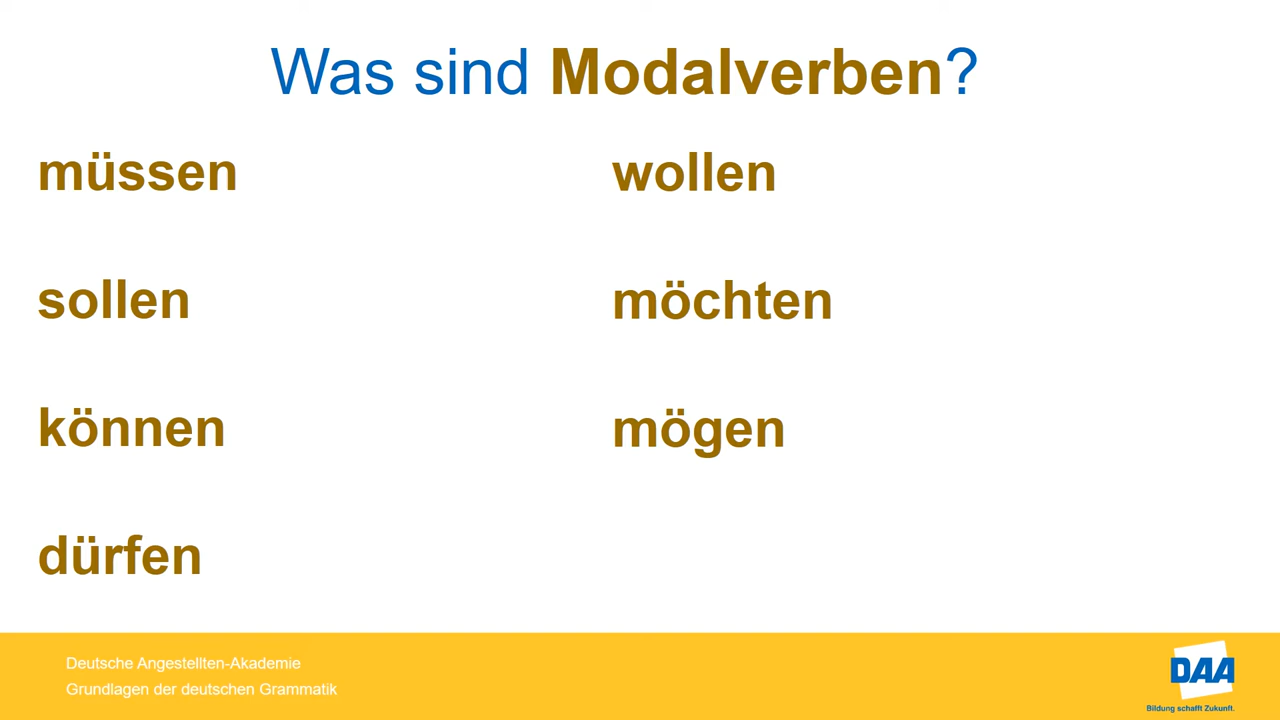 Was sind Modalverben?
müssen
sollen
können
dürfen
wollen
möchten
mögen
Deutsche Angestellten-Akademie
Grundlagen der deutschen Grammatik
DAA
Bildung schafft Zukunft.